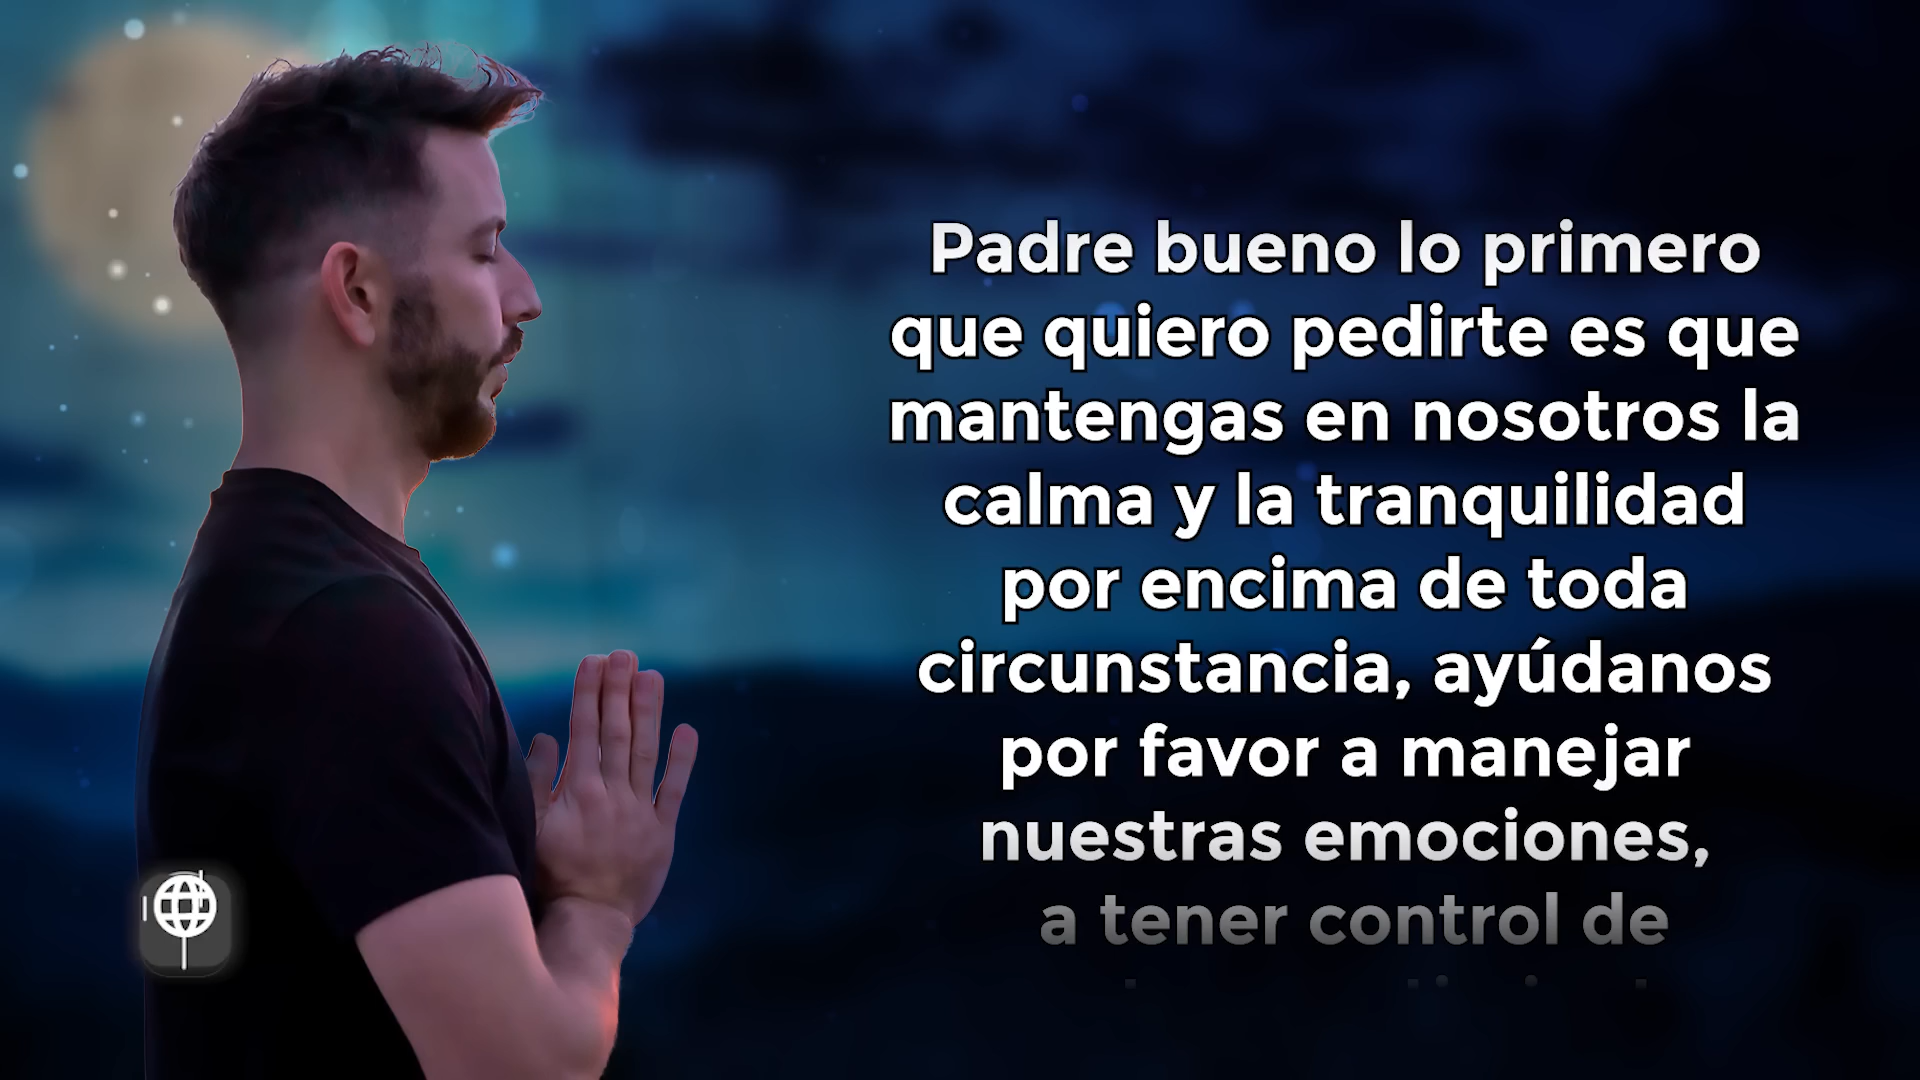 Padre bueno lo primero
que quiero pedirte es que
mantengas en nosotros la
calma y la tranquilidad
por encima de toda
circunstancia, ayúdanos
por favor a manejar
nuestras emociones,
a tener control de